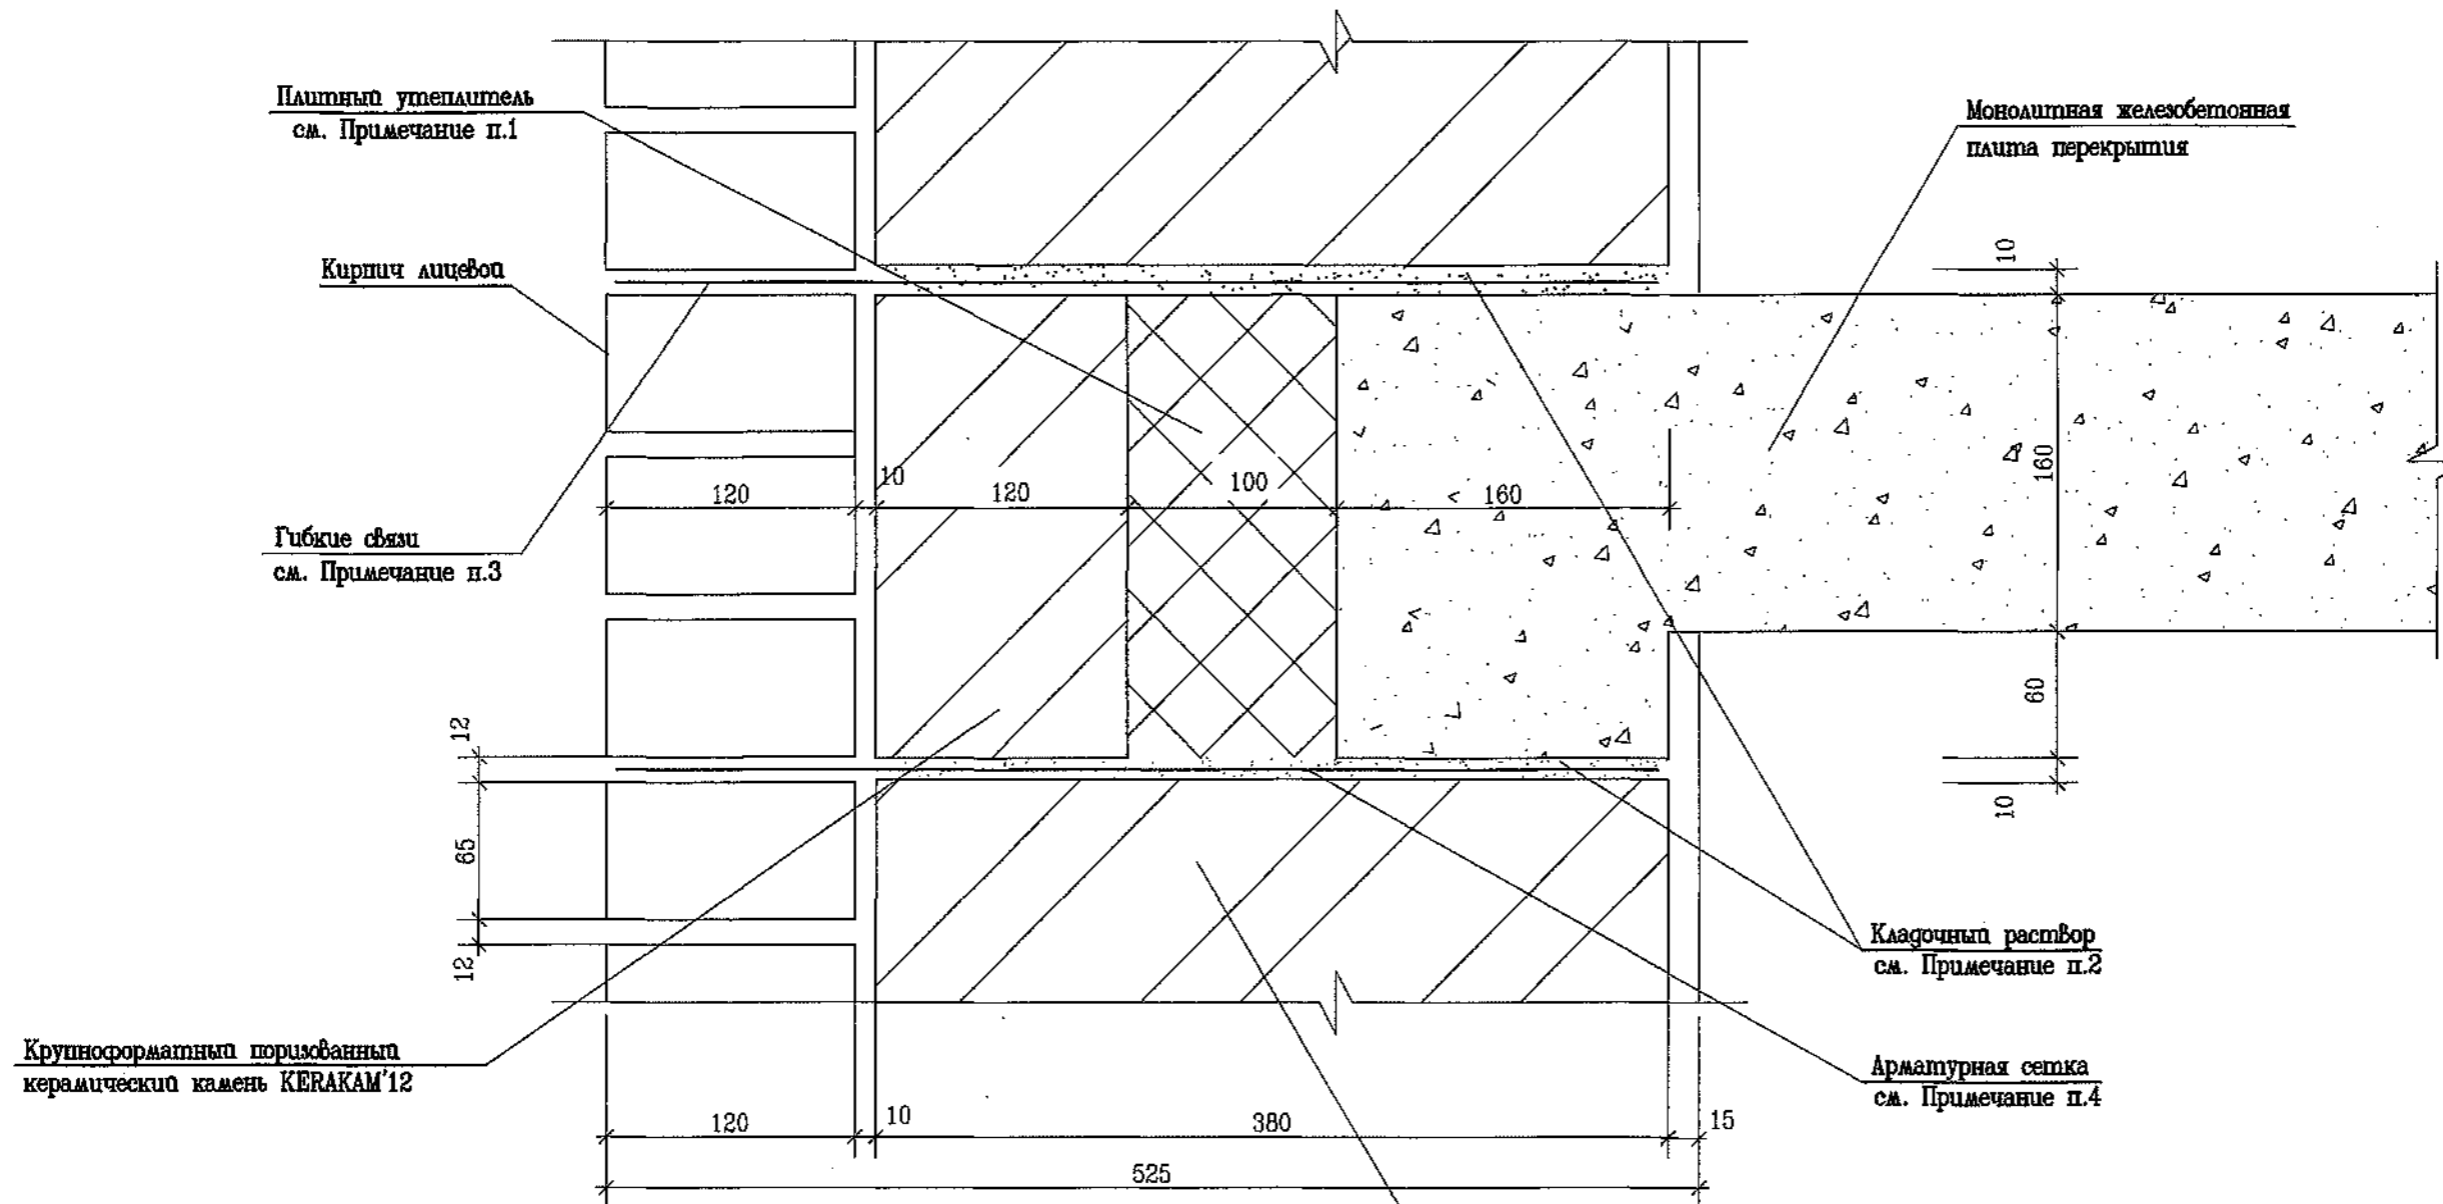 Плитный утеплитель
см. Примечание п.1
Монолитная железобетонная
плита перекрытия
Кирпич лицевой
10
120
10
120
100
160
160
Гибкие связи
см. Примечание п.3
60
12
10
65
12
Кладочный раствор
см. Примечание п.2
Крупноформатный поризованный
керамический камень KERAKAM'12
Арматурная сетка
см. Примечание п.4
120
10
380
15
525